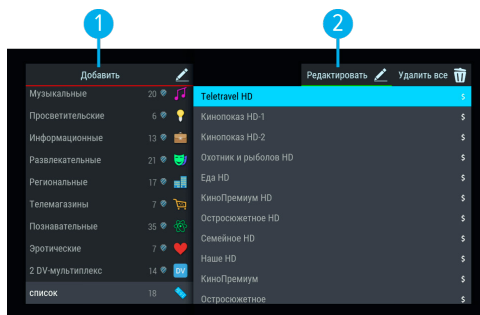 1
2
Добавить
Редактировать
Удалить все
Музыкальные 20
Просветительские 6
Информационные 13
Развлекательные 21
Региональные 17
Телемагазины 7
Познавательные 35
Эротические 7
2 DV-мультиплекс 14 DV
список 18
Teletravel HD $
Кинопоказ HD-1 $
Кинопоказ HD-2 $
Охотник и рыболов HD $
Еда HD $
КиноПремиум HD $
Остросюжетное HD $
Семейное HD $
Наше HD $
КиноПремиум $
Остросюжетное $